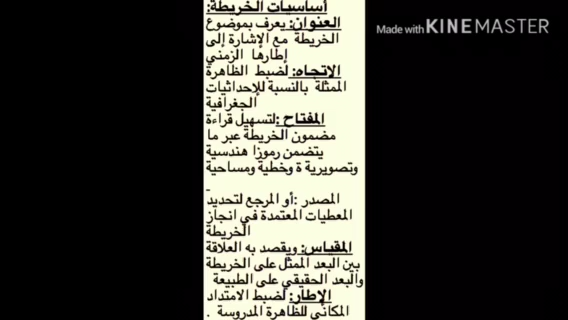 أساسيات الخريطة:
العنوان: يعرف بموضوع
الخريطة مع الإشارة إلى
إطارها الزمني
الإتجاه: لضبط الظاهرة
الممثلة بالنسبة للإحداثيات
الجغرافية
المفتاح :لتسهيل قراءة
مضمون الخريطة عبر ما
يتضمن رموزا هندسية
وتصويرية ة وخطية ومساحية
-
المصدر :أو المرجع لتحديد
المعطيات المعتمدة في انجاز
الخريطة
المقياس: ويقصد به العلاقة
بين البعد الممثل على الخريطة
والبعد الحقيقي على الطبيعة
الإطار: لضبط الامتداد
المكاني للظاهرة المدروسة .
Made with KINEMASTER